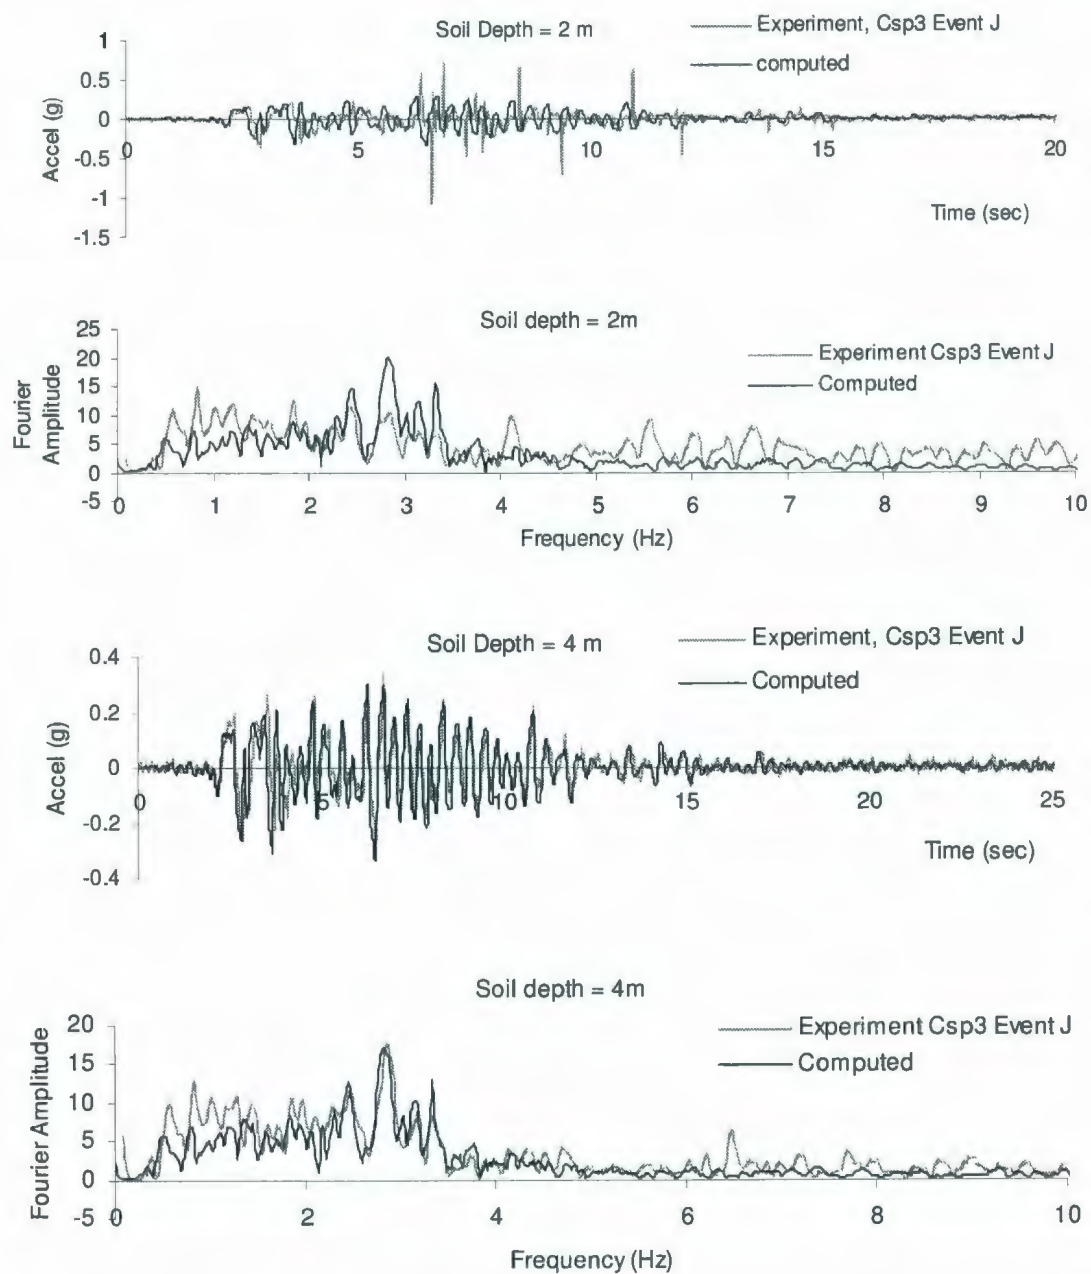 Soil Depth = 2 m
Experiment, Csp3 Event J
computed
Accel (g)
1
0.5
0
-0.5
-1
-1.5
0 5 10 15 20
Time (sec)
Soil depth = 2m
Experiment Csp3 Event J
Computed
Fourier
Amplitude
25
20
15
10
5
0
-5
0 1 2 3 4 5 6 7 8 9 10
Frequency (Hz)
Soil Depth = 4 m
Experiment, Csp3 Event J
Computed
Accel (g)
0.4
0.2
0
-0.2
-0.4
0 5 10 15 20 25
Time (sec)
Soil depth = 4m
Experiment Csp3 Event J
Computed
Fourier Amplitude
20
15
10
5
0
-5
0 2 4 6 8 10
Frequency (Hz)